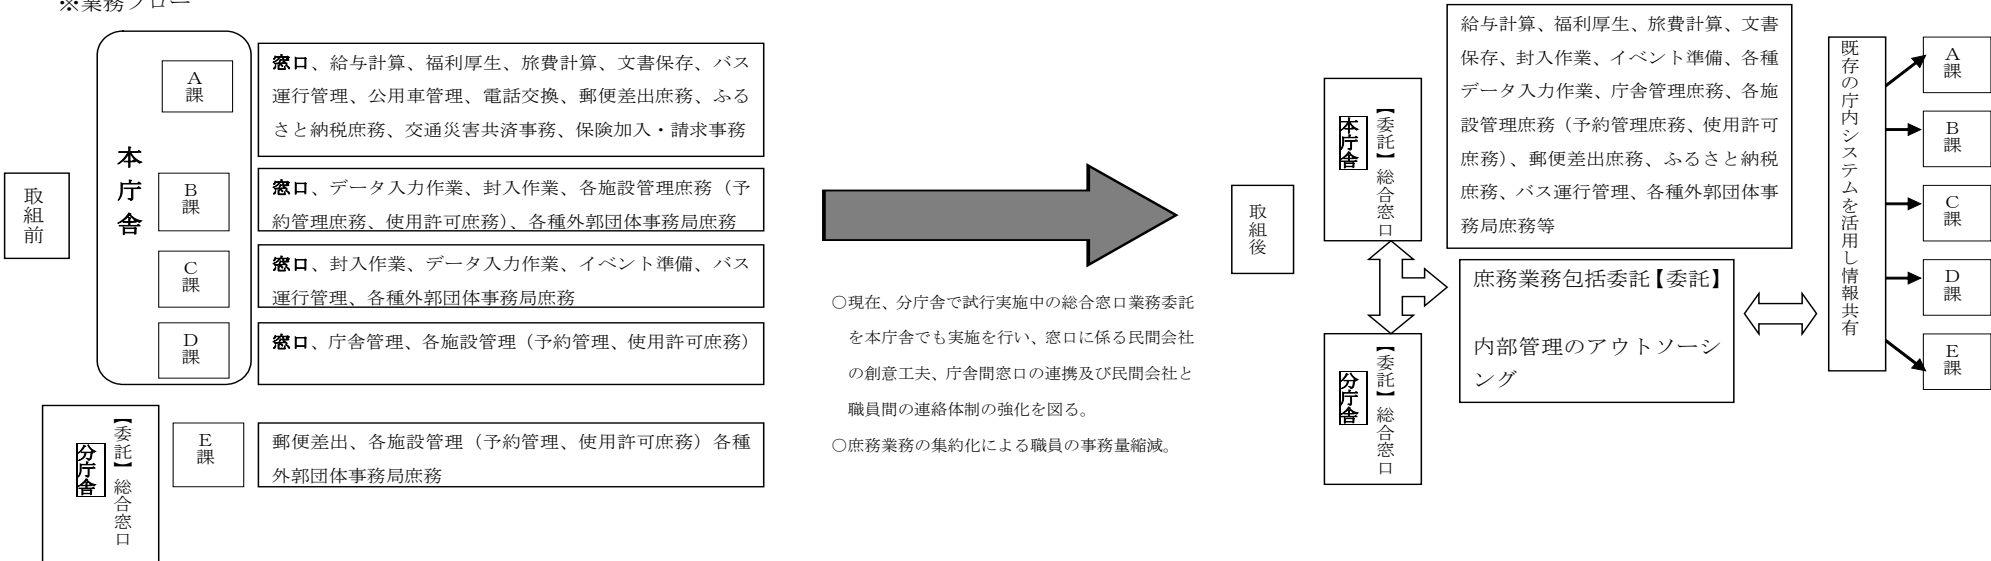 ※業務フロー
取組前
本庁舎
A課
窓口、給与計算、福利厚生、旅費計算、文書保存、バス
運行管理、公用車管理、電話交換、郵便差出庶務、ふる
さと納税庶務、交通災害共済事務、保険加入・請求事務
B課
窓口、データ入力作業、封入作業、各施設管理庶務（予
約管理庶務、使用許可庶務）、各種外郭団体事務局庶務
C課
窓口、封入作業、データ入力作業、イベント準備、バス
運行管理、各種外郭団体事務局庶務
D課
窓口、庁舎管理、各施設管理（予約管理、使用許可庶務）
【委託】総合窓口
分庁舎
E課
郵便差出、各施設管理（予約管理、使用許可庶務）各種
外郭団体事務局庶務
○現在、分庁舎で試行実施中の総合窓口業務委託
を本庁舎でも実施を行い、窓口に係る民間会社
の創意工夫、庁舎間窓口の連携及び民間会社と
職員間の連絡体制の強化を図る。
○庶務業務の集約化による職員の事務量縮減。
取組後
【委託】総合窓口
本庁舎
【委託】総合窓口
分庁舎
給与計算、福利厚生、旅費計算、文書
保存、封入作業、イベント準備、各種
データ入力作業、庁舎管理庶務、各施
設管理庶務（予約管理庶務、使用許可
庶務）、郵便差出庶務、ふるさと納税
庶務、バス運行管理、各種外郭団体事
務局庶務等
庶務業務包括委託【委託】
内部管理のアウトソーシ
ング
既存の庁内システムを活用し情報共有
A課
B課
C課
D課
E課